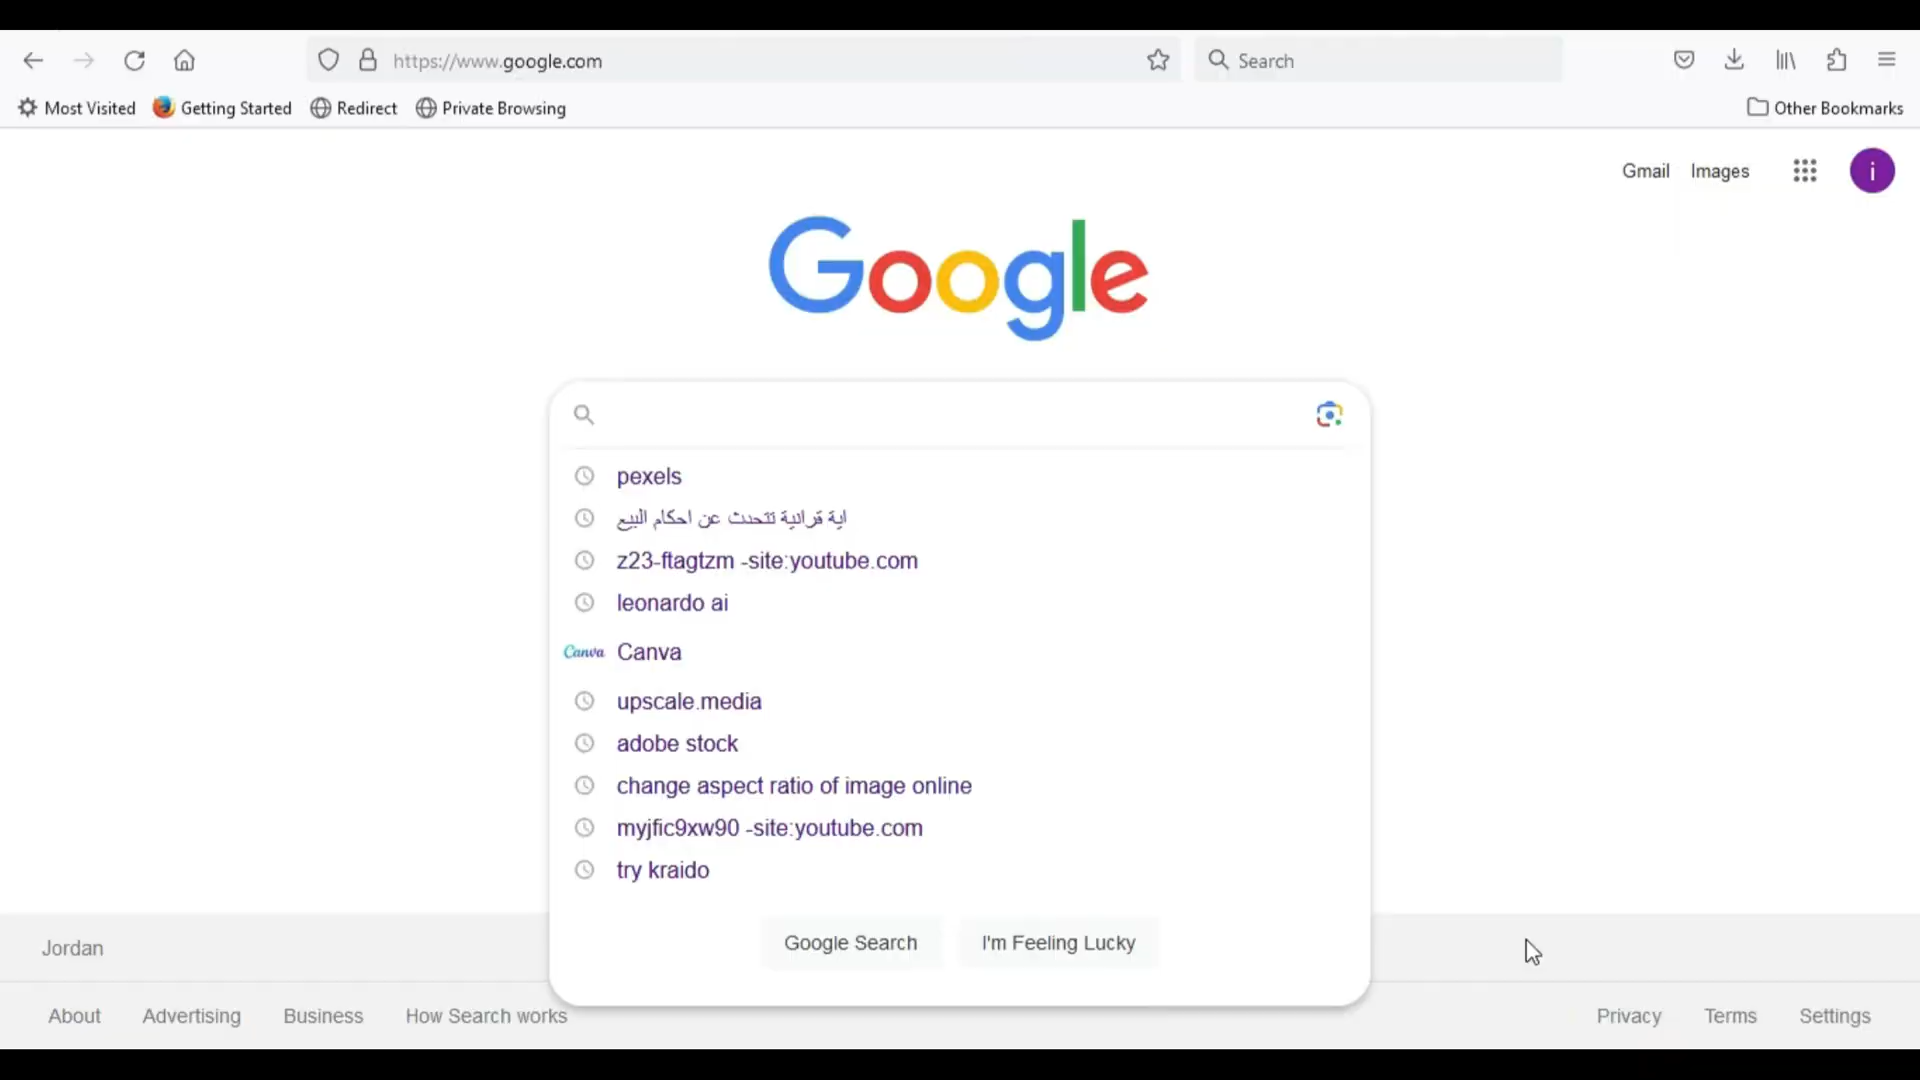 https://www.google.com
Search
Most Visited
Getting Started
Redirect
Private Browsing
Other Bookmarks
Gmail
Images
i
Google
pexels
اية قرانية تتحدث عن احكام البيع
z23-ftagtzm -site:youtube.com
leonardo ai
Canva Canva
upscale.media
adobe stock
change aspect ratio of image online
myjfic9xw90 -site:youtube.com
try kraido
Google Search
I'm Feeling Lucky
Jordan
About
Advertising
Business
How Search works
Privacy
Terms
Settings